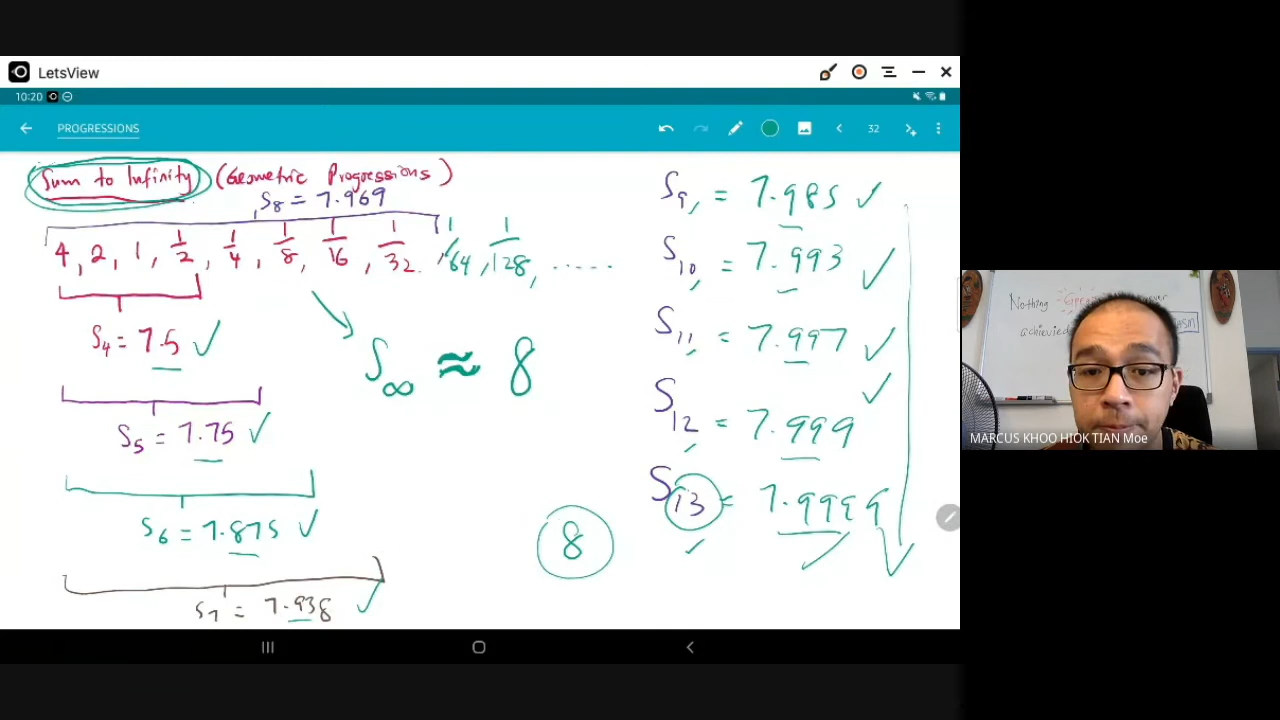 LetsView
10:20
PROGRESSIONS
32
Sum to Infinity (Geometric Progressions)
S8 = 7.969
4, 2, 1, 1/2, 1/4, 1/8, 1/16, 1/32, 1/64, 1/128, .....
S4 = 7.5 ✓
S∞ ≈ 8
S5 = 7.75 ✓
S6 = 7.875 ✓
S7 = 7.938 ✓
8
S9 = 7.985 ✓
S10 = 7.993 ✓
S11 = 7.997 ✓
S12 = 7.999 ✓
S13 = 7.9999
Nothing Great ever
achieved
MARCUS KHOO HIOK TIAN Moe